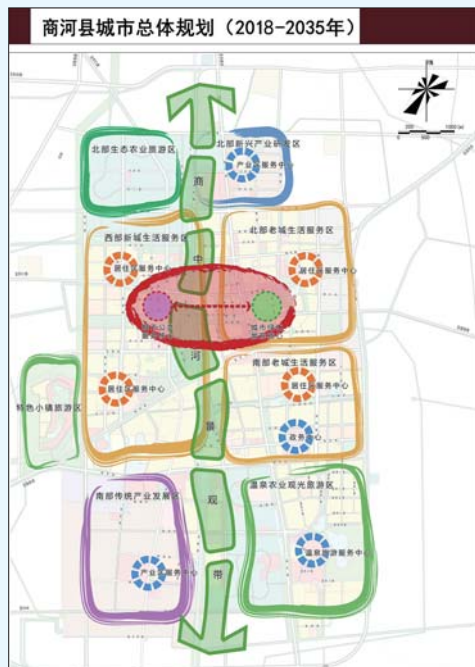 商河县城市总体规划（2018-2035年）
北部生态农业旅游区
北部新兴产业研发区
产业区服务中心
商
西部新城生活服务区
北部老城生活服务区
中
居住区服务中心
居住区服务中心
河
南部老城生活服务区
居住区服务中心
居住区服务中心
特色小镇旅游区
景
政务中心
观
南部传统产业发展区
温泉农业观光旅游区
产业区服务中心
带
温泉旅游服务中心